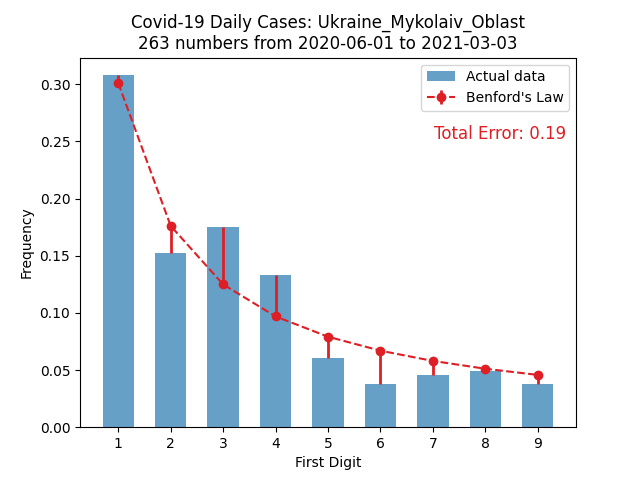 Covid-19 Daily Cases: Ukraine_Mykolaiv_Oblast
263 numbers from 2020-06-01 to 2021-03-03
Actual data
Benford's Law
Total Error: 0.19
0.30
0.25
0.20
0.15
0.10
0.05
0.00
Frequency
1 2 3 4 5 6 7 8 9
First Digit